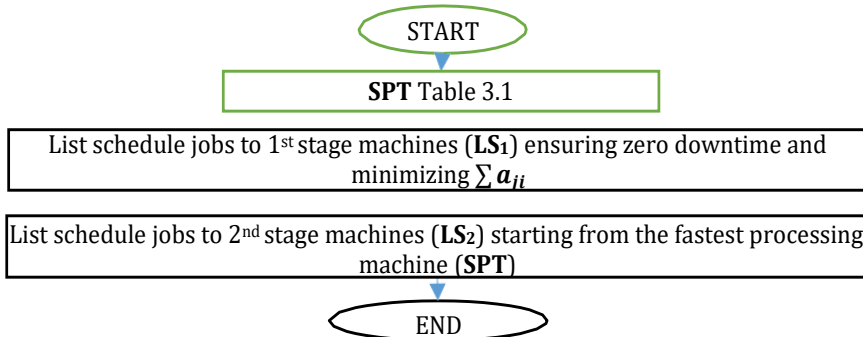 START
SPT Table 3.1
List schedule jobs to 1st stage machines (LS1) ensuring zero downtime and
minimizing ∑ aji
List schedule jobs to 2nd stage machines (LS2) starting from the fastest processing
machine (SPT)
END